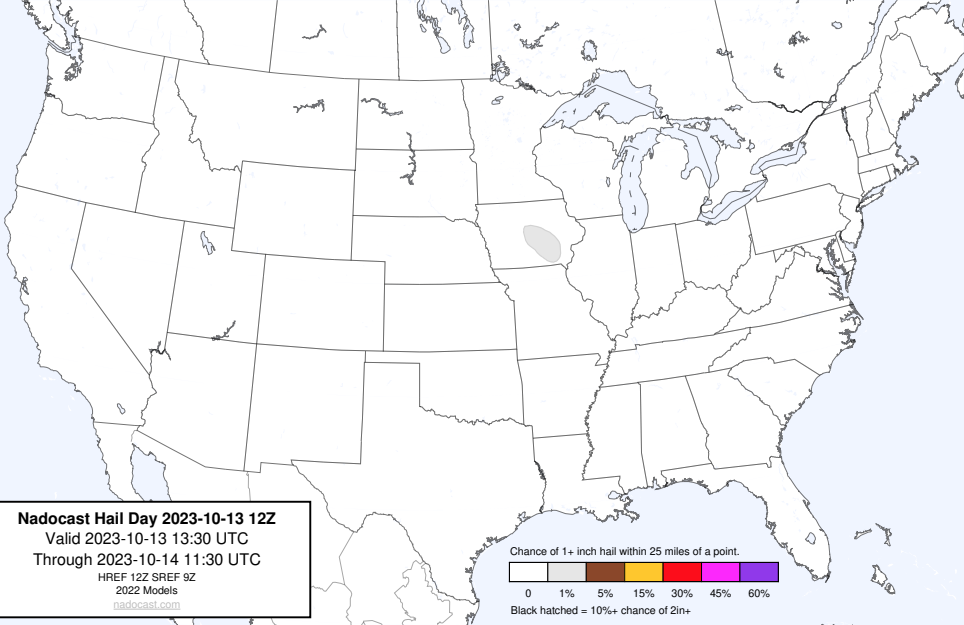 Nadocast Hail Day 2023-10-13 12Z
Valid 2023-10-13 13:30 UTC
Through 2023-10-14 11:30 UTC
HREF 12Z SREF 9Z
2022 Models
nadocast.com
Chance of 1+ inch hail within 25 miles of a point.
0 1% 5% 15% 30% 45% 60%
Black hatched = 10%+ chance of 2in+